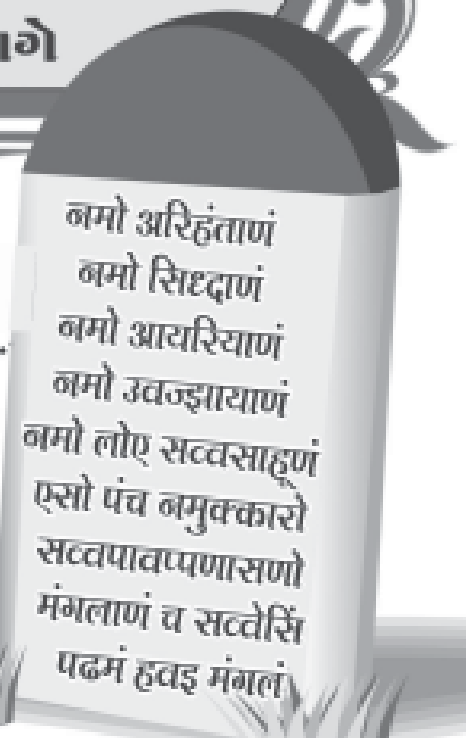 नमो अरिहंताणं
नमो सिध्दाणं
नमो आयरियाणं
नमो उवज्झायाणं
नमो लोए सव्वसाहूणं
एसो पंच नमुक्कारो
सव्वपावप्पणासणो
मंगलाणं च सव्वेसिं
पढमं हवइ मंगलं